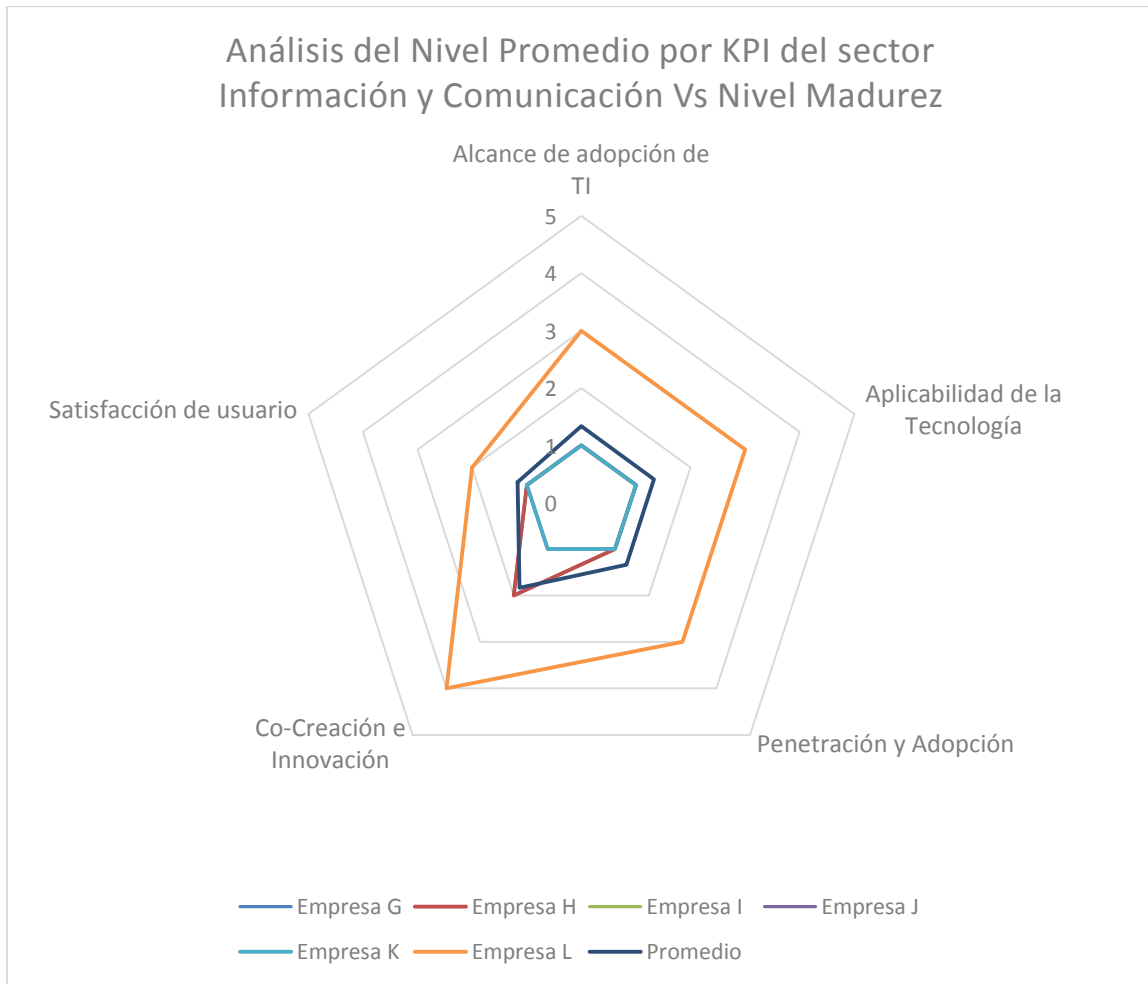 Análisis del Nivel Promedio por KPI del sector
Información y Comunicación Vs Nivel Madurez
Alcance de adopción de
TI
5
4
3
2
1
0
Aplicabilidad de la
Tecnología
Satisfacción de usuario
Co-Creación e
Innovación
Penetración y Adopción
Empresa G
Empresa H
Empresa I
Empresa J
Empresa K
Empresa L
Promedio